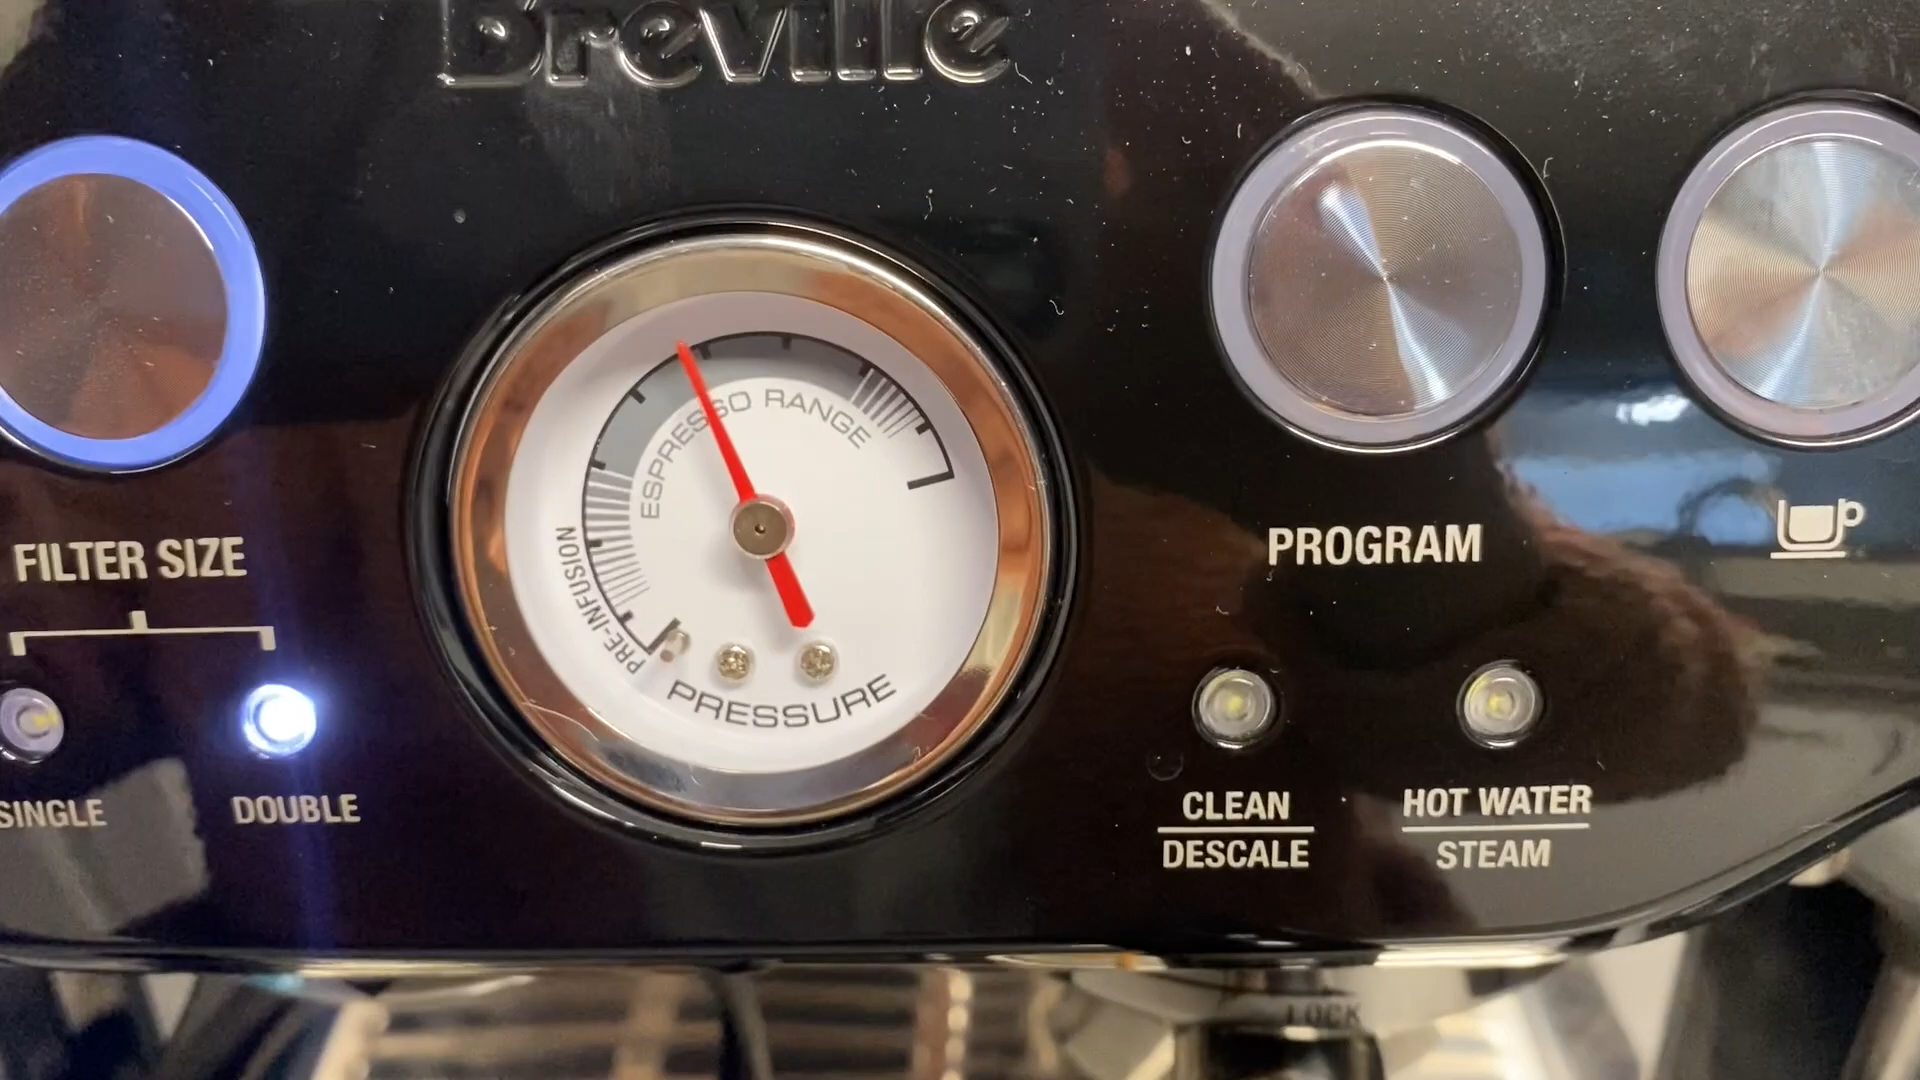 Breville
ESPRESSO RANGE
PRE-INFUSION
PRESSURE
FILTER SIZE
SINGLE
DOUBLE
PROGRAM
CLEAN
DESCALE
HOT WATER
STEAM
LOCK